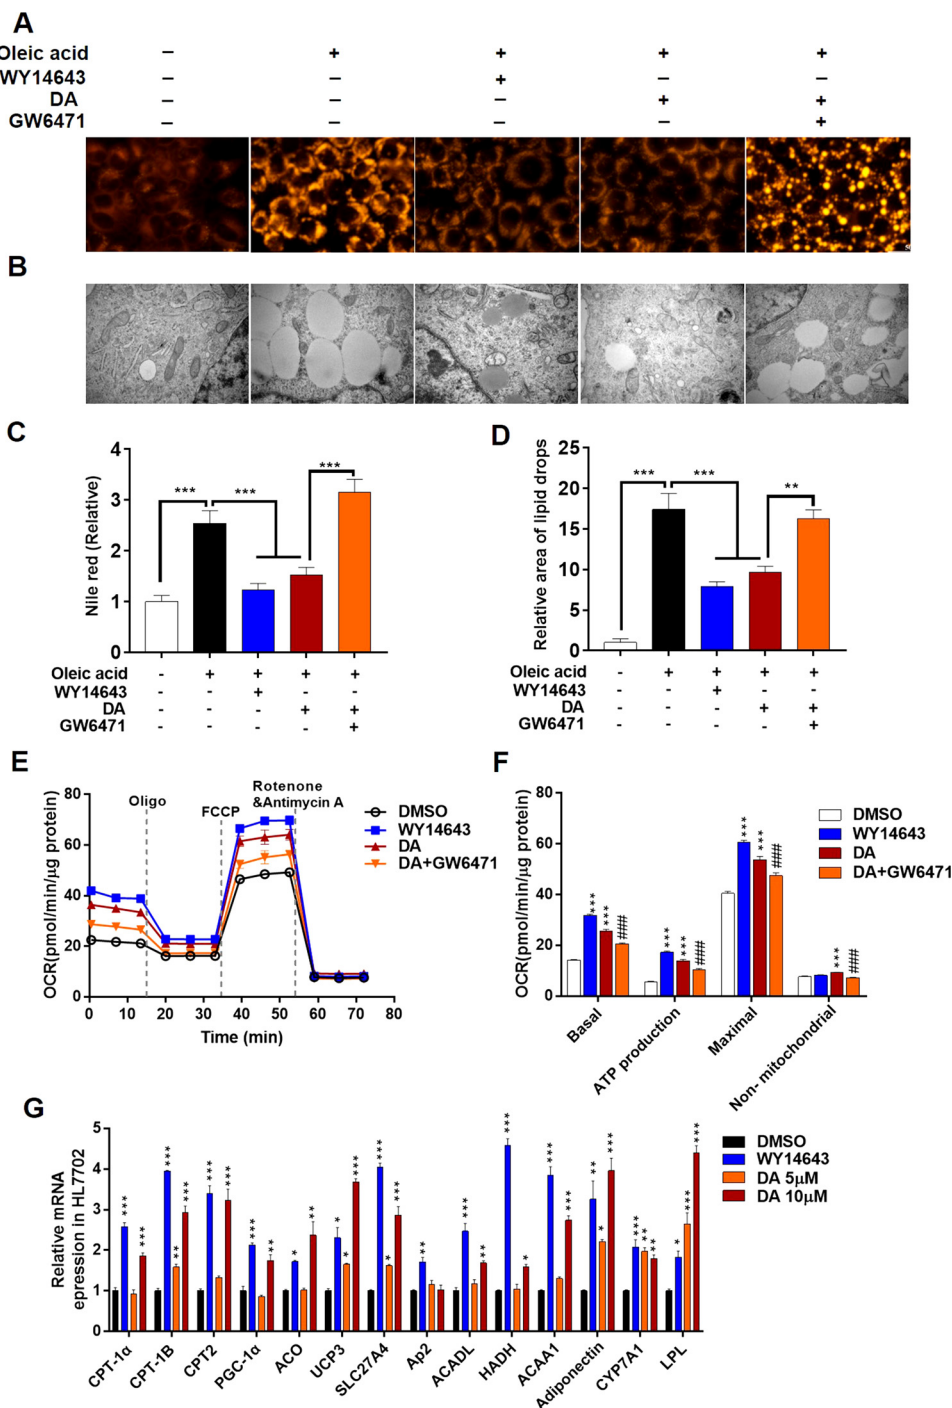 A
Oleic acid – + + + +
WY14643 – – + – –
DA – – – + +
GW6471 – – – – +
B
C
Nile red (Relative)
4
3
2
1
0
*** *** ***
Oleic acid - + + + +
WY14643 - - + - -
DA - - - + +
GW6471 - - - - +
D
Relative area of lipid drops
25
20
15
10
5
0
*** *** **
Oleic acid - + + + +
WY14643 - - + - -
DA - - - + +
GW6471 - - - - +
E
OCR(pmol/min/µg protein)
80
60
40
20
0
Oligo
FCCP
Rotenone
&Antimycin A
DMSO
WY14643
DA
DA+GW6471
0 10 20 30 40 50 60 70 80
Time (min)
F
OCR(pmol/min/µg protein)
80
60
40
20
0
*** *** ###
*** *** ###
*** *** ###
*** ###
DMSO
WY14643
DA
DA+GW6471
Basal
ATP production
Maximal
Non- mitochondrial
G
Relative mRNA
epression in HL7702
5
4
3
2
1
0
*** ***
*** ** ***
*** ***
*** **
* **
* * ***
*** * ***
**
*** **
*** *
*** ***
** * ***
*** ** **
* ** ***
DMSO
WY14643
DA 5µM
DA 10µM
CPT-1α
CPT-1B
CPT2
PGC-1α
ACO
UCP3
SLC27A4
Ap2
ACADL
HADH
ACAA1
Adiponectin
CYP7A1
LPL